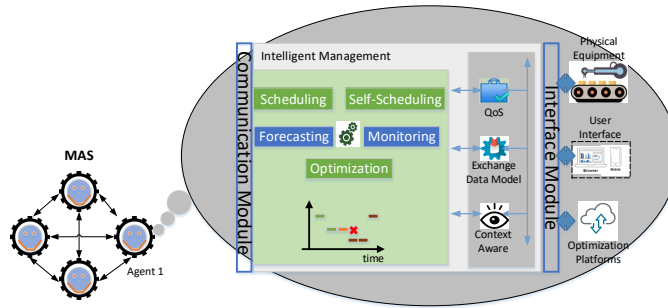 MAS
Agent 1
Communication Module
Intelligent Management
Scheduling
Self-Scheduling
Forecasting
Monitoring
Optimization
time
QoS
Exchange
Data Model
Context
Aware
Interface Module
Physical
Equipment
User
Interface
Browser
Mobile
Optimization
Platforms